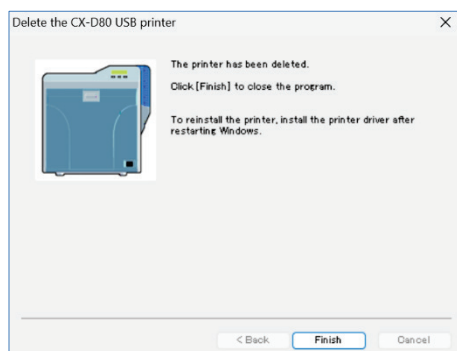 Delete the CX-D80 USB printer
The printer has been deleted.
Click [Finish] to close the program.
To reinstall the printer, install the printer driver after
restarting Windows.
< Back
Finish
Cancel